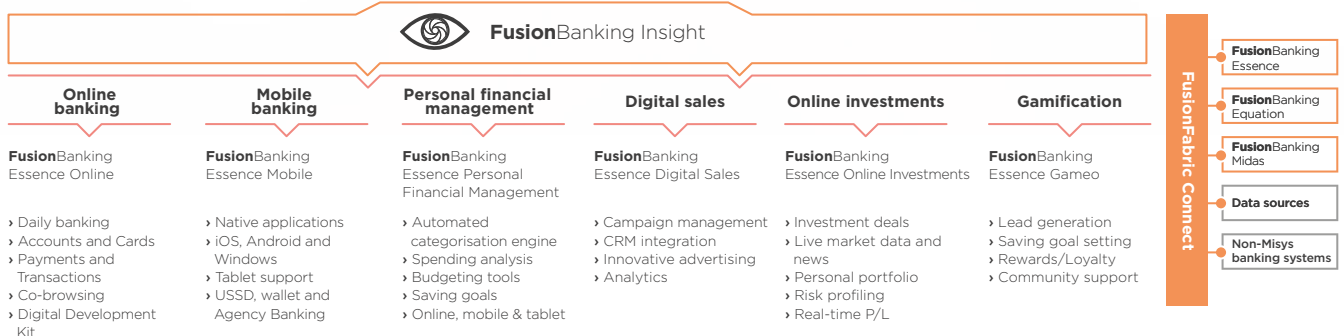 FusionBanking Insight
Online
banking
FusionBanking
Essence Online
› Daily banking
› Accounts and Cards
› Payments and
Transactions
› Co-browsing
› Digital Development
Kit
Mobile
banking
FusionBanking
Essence Mobile
› Native applications
› iOS, Android and
Windows
› Tablet support
› USSD, wallet and
Agency Banking
Personal financial
management
FusionBanking
Essence Personal
Financial Management
› Automated
categorisation engine
› Spending analysis
› Budgeting tools
› Saving goals
› Online, mobile & tablet
Digital sales
FusionBanking
Essence Digital Sales
› Campaign management
› CRM integration
› Innovative advertising
› Analytics
Online investments
FusionBanking
Essence Online Investments
› Investment deals
› Live market data and
news
› Personal portfolio
› Risk profiling
› Real-time P/L
Gamification
FusionBanking
Essence Gameo
› Lead generation
› Saving goal setting
› Rewards/Loyalty
› Community support
FusionFabric Connect
FusionBanking
Essence
FusionBanking
Equation
FusionBanking
Midas
Data sources
Non-Misys
banking systems